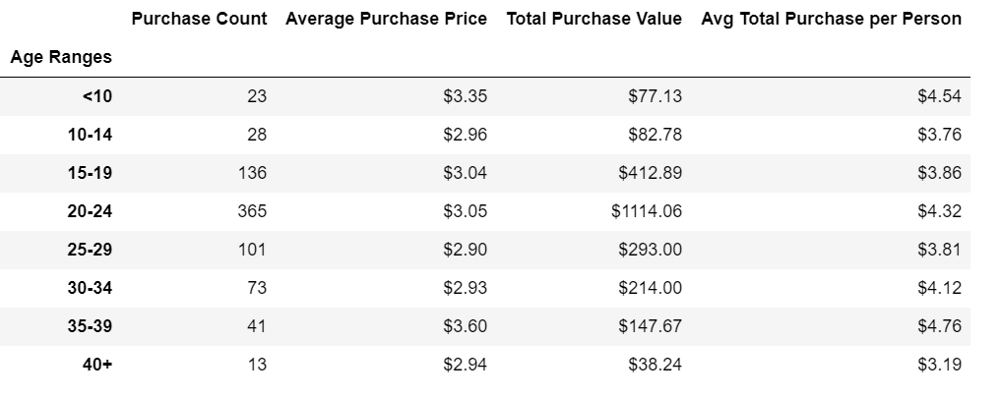 Purchase Count Average Purchase Price Total Purchase Value Avg Total Purchase per Person
Age Ranges
<10 23 $3.35 $77.13 $4.54
10-14 28 $2.96 $82.78 $3.76
15-19 136 $3.04 $412.89 $3.86
20-24 365 $3.05 $1114.06 $4.32
25-29 101 $2.90 $293.00 $3.81
30-34 73 $2.93 $214.00 $4.12
35-39 41 $3.60 $147.67 $4.76
40+ 13 $2.94 $38.24 $3.19